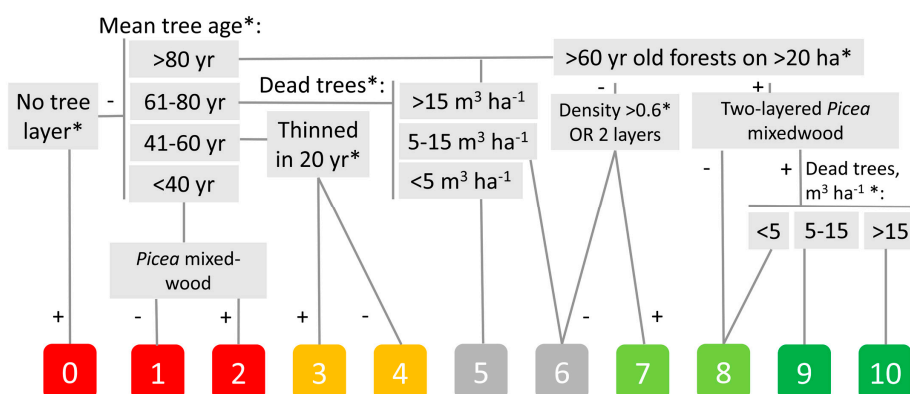 Mean tree age*:
>80 yr
>60 yr old forests on >20 ha*
No tree
layer*
-
61-80 yr
Dead trees*:
>15 m³ ha⁻¹
-
+
Density >0.6*
OR 2 layers
Two-layered Picea
mixedwood
41-60 yr
Thinned
in 20 yr*
5-15 m³ ha⁻¹
<40 yr
<5 m³ ha⁻¹
-
+
Dead trees,
m³ ha⁻¹ *:
<5
5-15
>15
Picea mixed-
wood
+
-
+
+
-
-
+
0
1
2
3
4
5
6
7
8
9
10